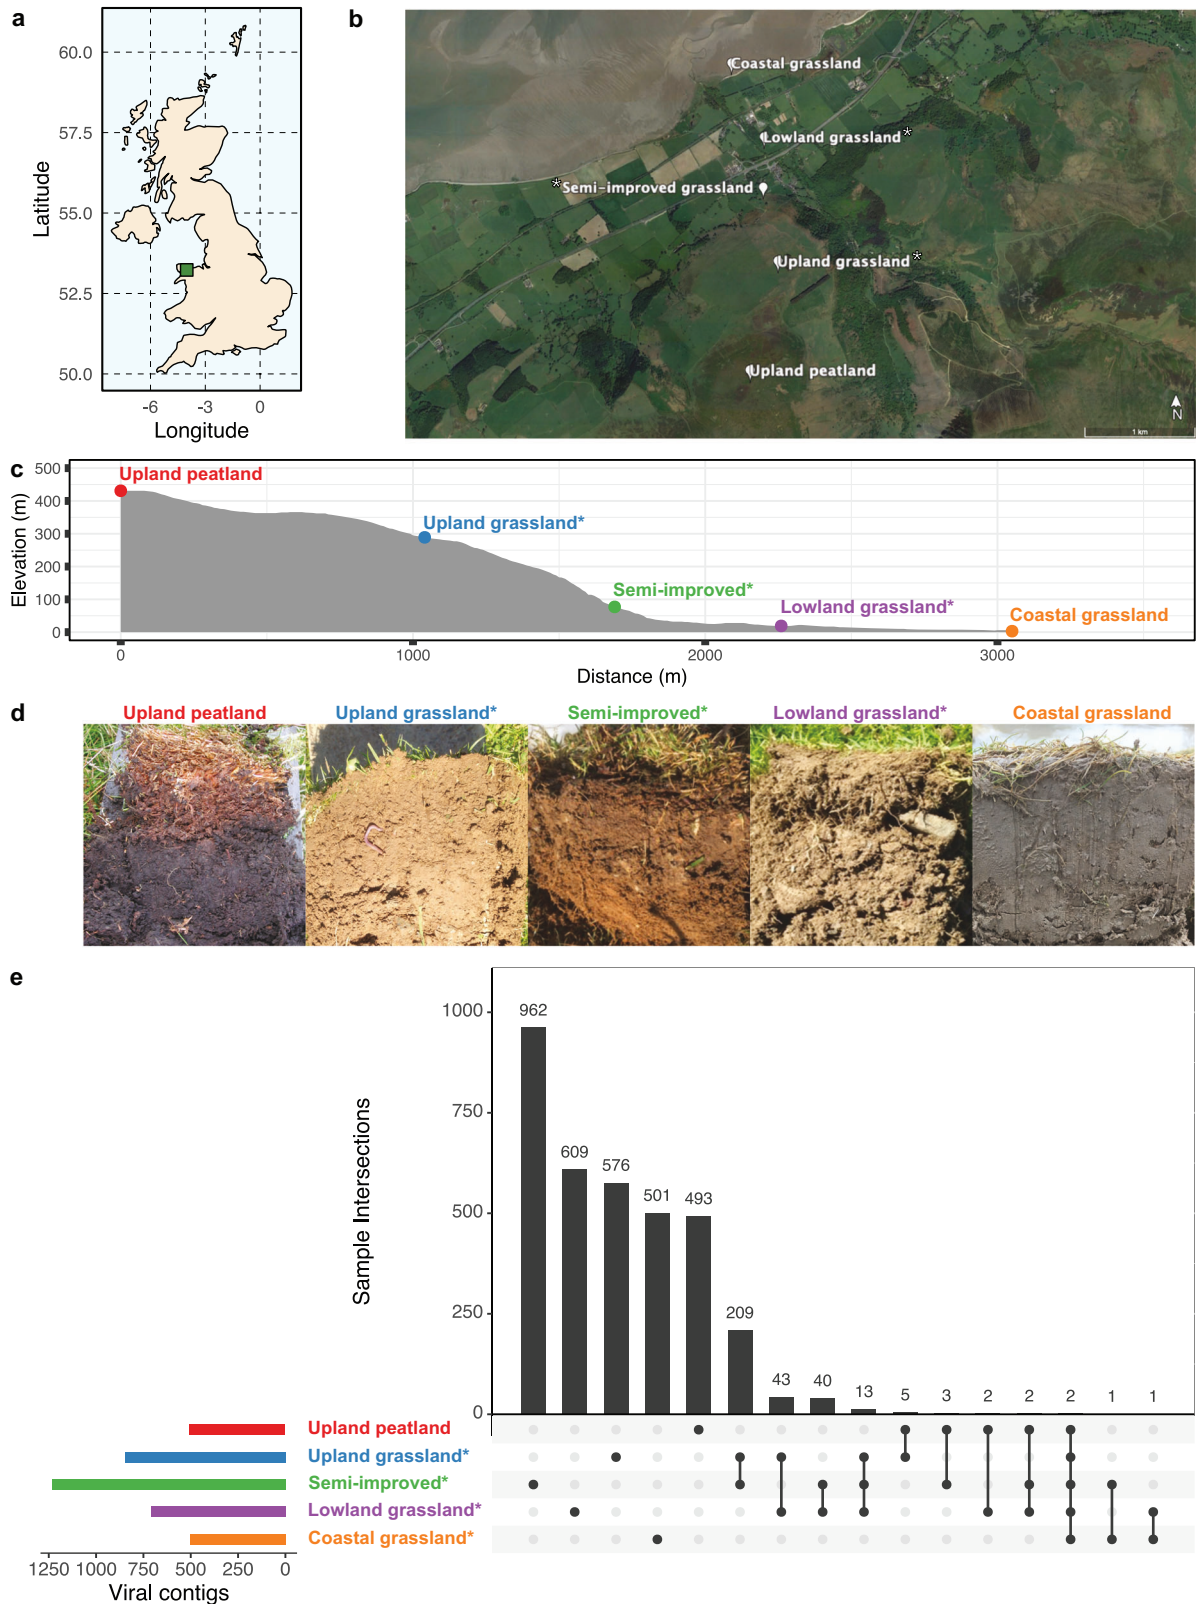 a
60.0
57.5
55.0
52.5
50.0
Latitude
-6 -3 0
Longitude
b
Coastal grassland
Lowland grassland*
*Semi-improved grassland
Upland grassland*
Upland peatland
N
1 km
c
Upland peatland
Upland grassland*
Semi-improved*
Lowland grassland*
Coastal grassland
500
400
300
200
100
0
Elevation (m)
0 1000 2000 3000
Distance (m)
d
Upland peatland Upland grassland* Semi-improved* Lowland grassland* Coastal grassland
e
1000
750
500
250
0
Sample Intersections
962
609
576
501
493
209
43
40
13
5
3
2
2
2
1
1
Upland peatland
Upland grassland*
Semi-improved*
Lowland grassland*
Coastal grassland*
1250 1000 750 500 250 0
Viral contigs